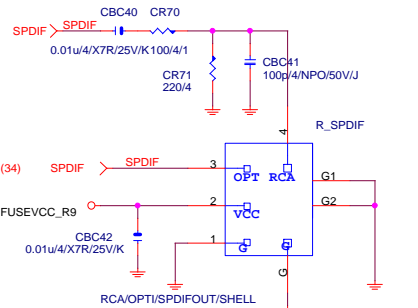 CBC40 CR70
SPDIF SPDIF
0.01u/4/X7R/25V/K 100/4/1
CR71
220/4
CBC41
100p/4/NPO/50V/J
4
R_SPDIF
(34) SPDIF SPDIF 3 OPT RCA G1
FUSEVCC_R9 2 VCC G2
1 G G
CBC42
0.01u/4/X7R/25V/K
G
RCA/OPTI/SPDIFOUT/SHELL